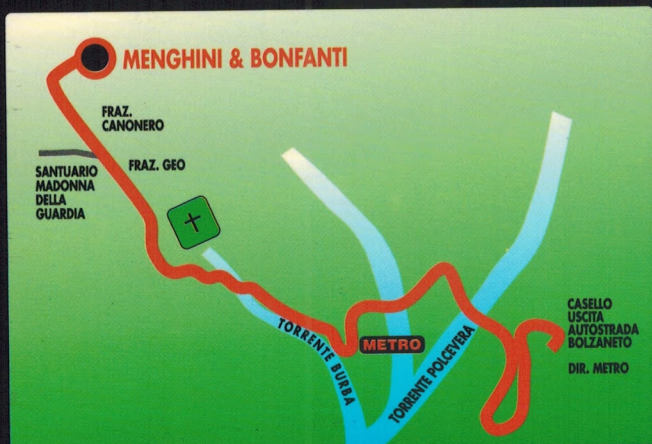 MENGHINI & BONFANTI
FRAZ.
CANONERO
FRAZ. GEO
SANTUARIO
MADONNA
DELLA
GUARDIA
TORRENTE BURBA
METRO
TORRENTE POLCEVERA
CASELLO
USCITA
AUTOSTRADA
BOLZANETO
DIR. METRO